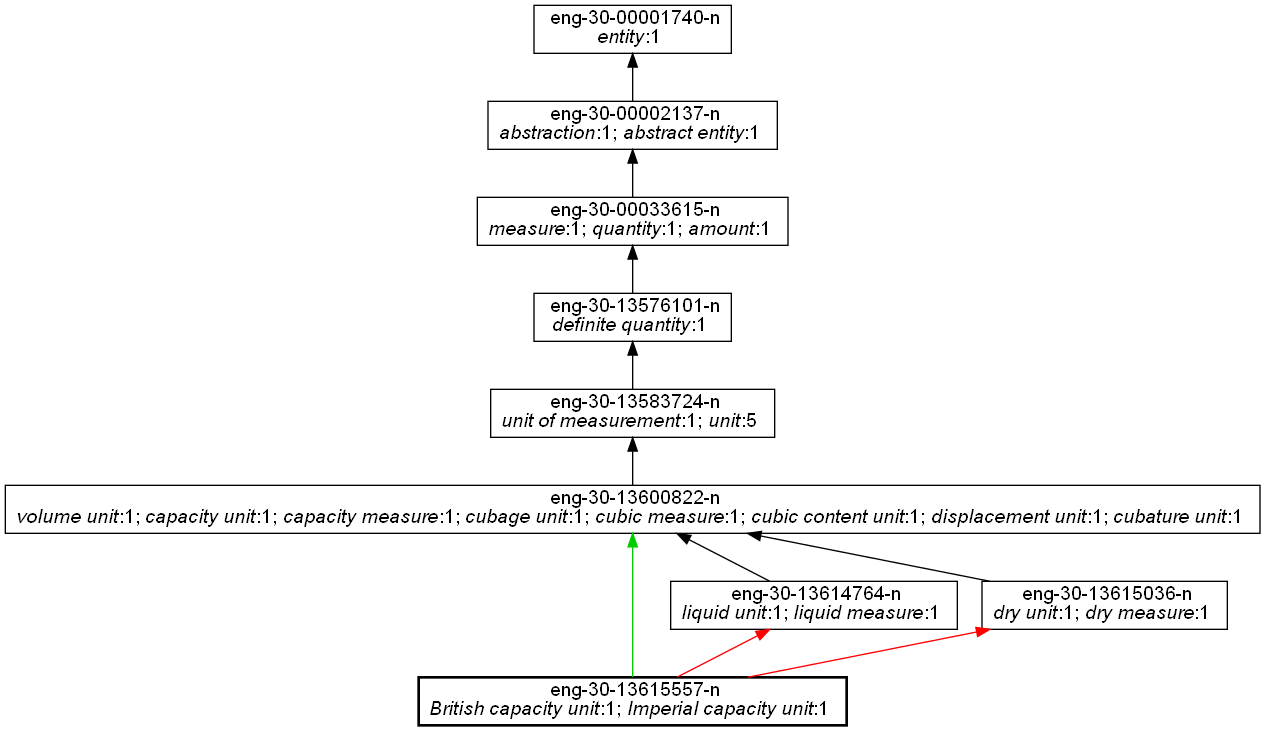 eng-30-00001740-n
entity:1
eng-30-00002137-n
abstraction:1; abstract entity:1
eng-30-00033615-n
measure:1; quantity:1; amount:1
eng-30-13576101-n
definite quantity:1
eng-30-13583724-n
unit of measurement:1; unit:5
eng-30-13600822-n
volume unit:1; capacity unit:1; capacity measure:1; cubage unit:1; cubic measure:1; cubic content unit:1; displacement unit:1; cubature unit:1
eng-30-13614764-n
liquid unit:1; liquid measure:1
eng-30-13615036-n
dry unit:1; dry measure:1
eng-30-13615557-n
British capacity unit:1; Imperial capacity unit:1